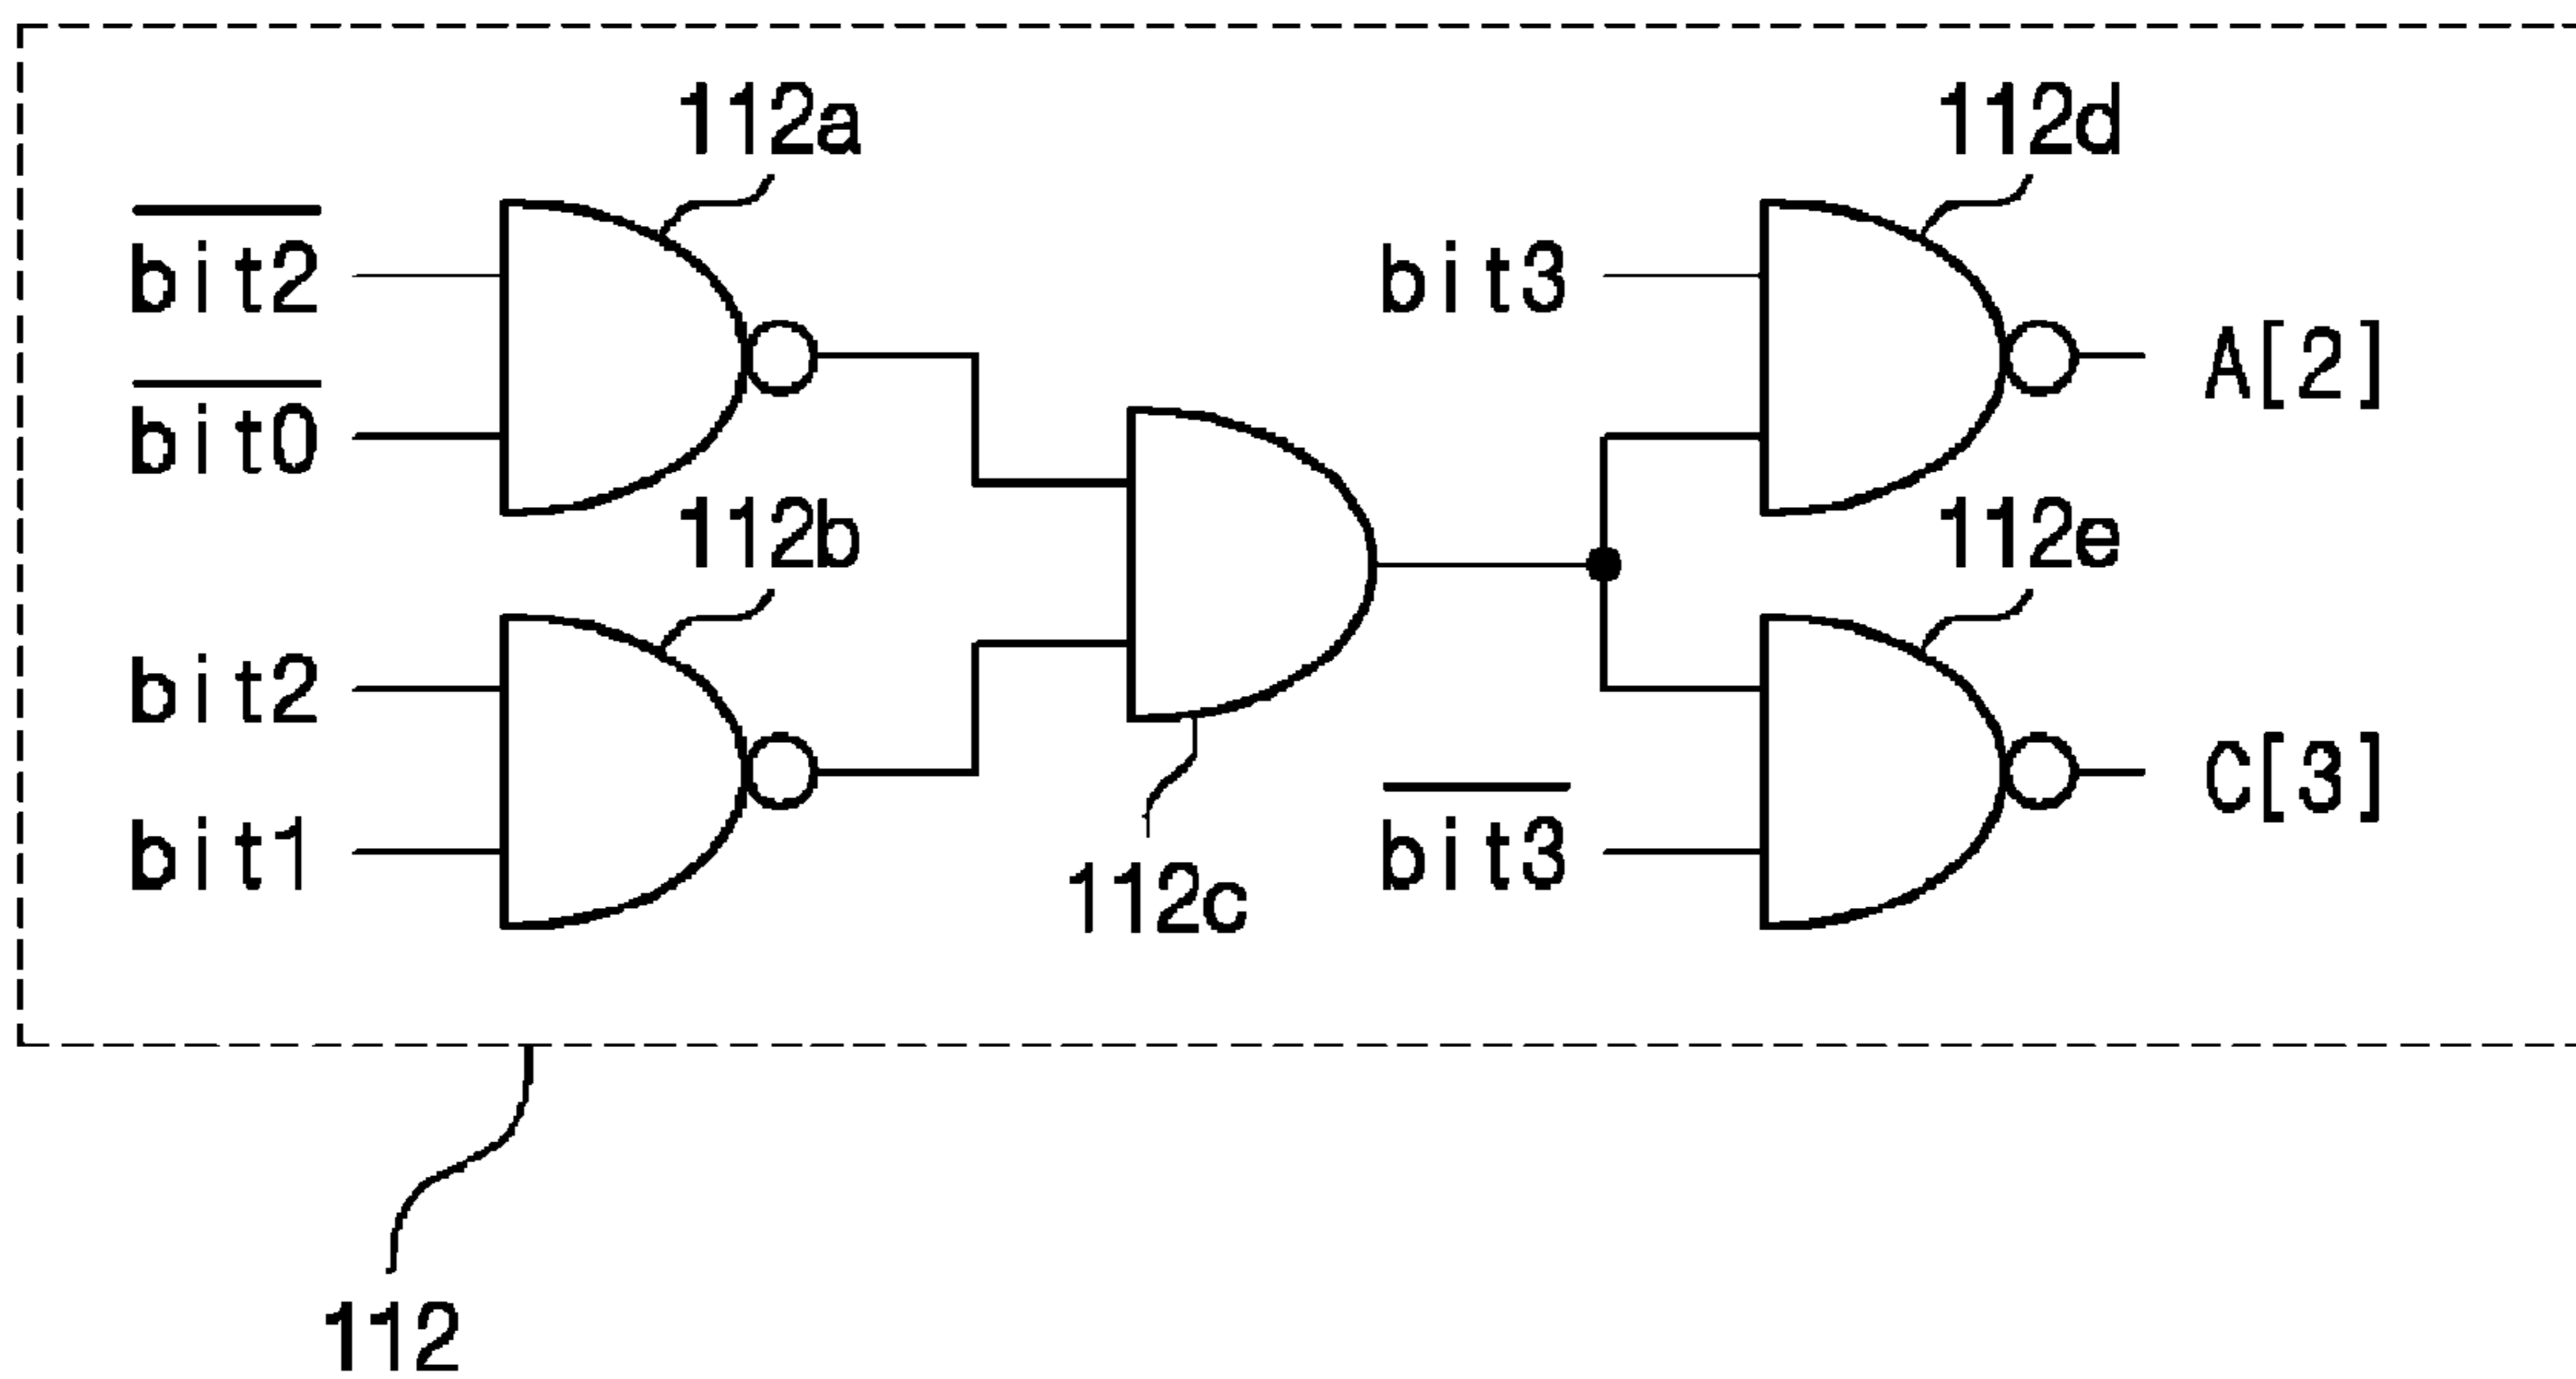 112a
112d
bit2
bit3
A[2]
bit0
112b
112e
bit2
C[3]
bit1
bit3
112c
112